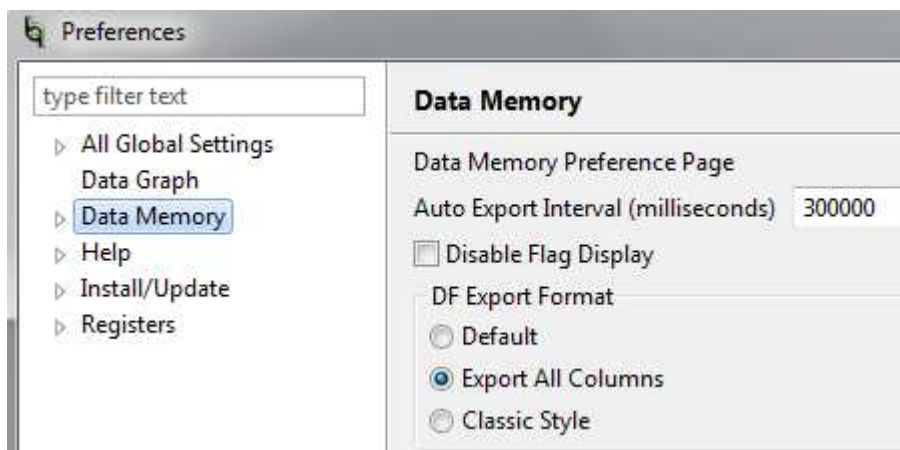 Preferences
type filter text
All Global Settings
Data Graph
Data Memory
Help
Install/Update
Registers
Data Memory
Data Memory Preference Page
Auto Export Interval (milliseconds) 300000
Disable Flag Display
DF Export Format
Default
Export All Columns
Classic Style